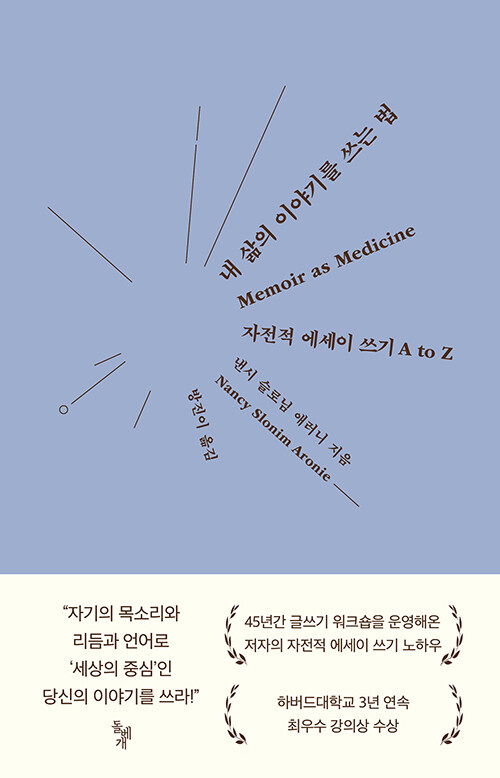 내 삶의 이야기를 쓰는 법
Memoir as Medicine
자전적 에세이 쓰기 A to Z
낸시 슬로님 애러니 지음
Nancy Slonim Aronie
방진이 옮김
“자기의 목소리와
리듬과 언어로
‘세상의 중심’인
당신의 이야기를 쓰라!”
돌베개
45년간 글쓰기 워크숍을 운영해온
저자의 자전적 에세이 쓰기 노하우
하버드대학교 3년 연속
최우수 강의상 수상